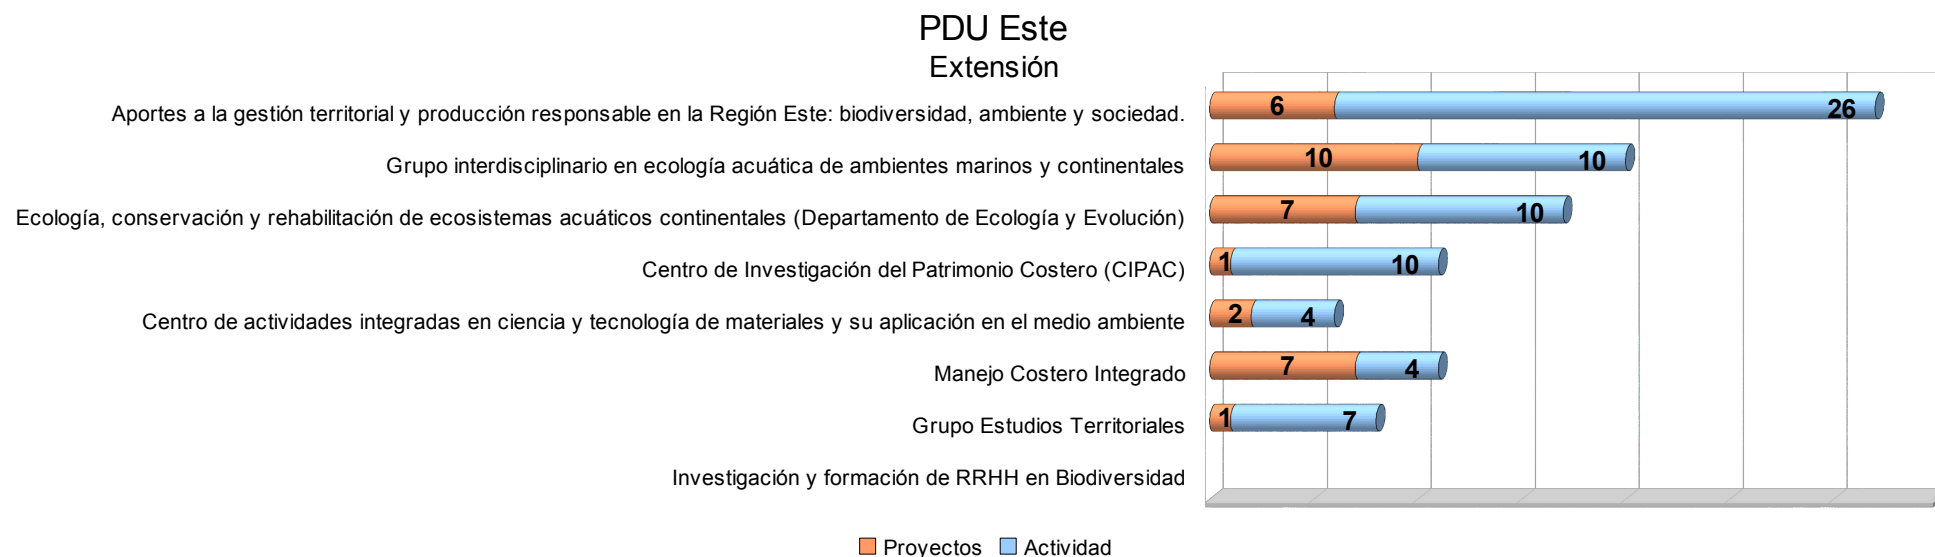 PDU Este
Extensión
Aportes a la gestión territorial y producción responsable en la Región Este: biodiversidad, ambiente y sociedad. 6 26
Grupo interdisciplinario en ecología acuática de ambientes marinos y continentales 10 10
Ecología, conservación y rehabilitación de ecosistemas acuáticos continentales (Departamento de Ecología y Evolución) 7 10
Centro de Investigación del Patrimonio Costero (CIPAC) 1 10
Centro de actividades integradas en ciencia y tecnología de materiales y su aplicación en el medio ambiente 2 4
Manejo Costero Integrado 7 4
Grupo Estudios Territoriales 1 7
Investigación y formación de RRHH en Biodiversidad
Proyectos Actividad